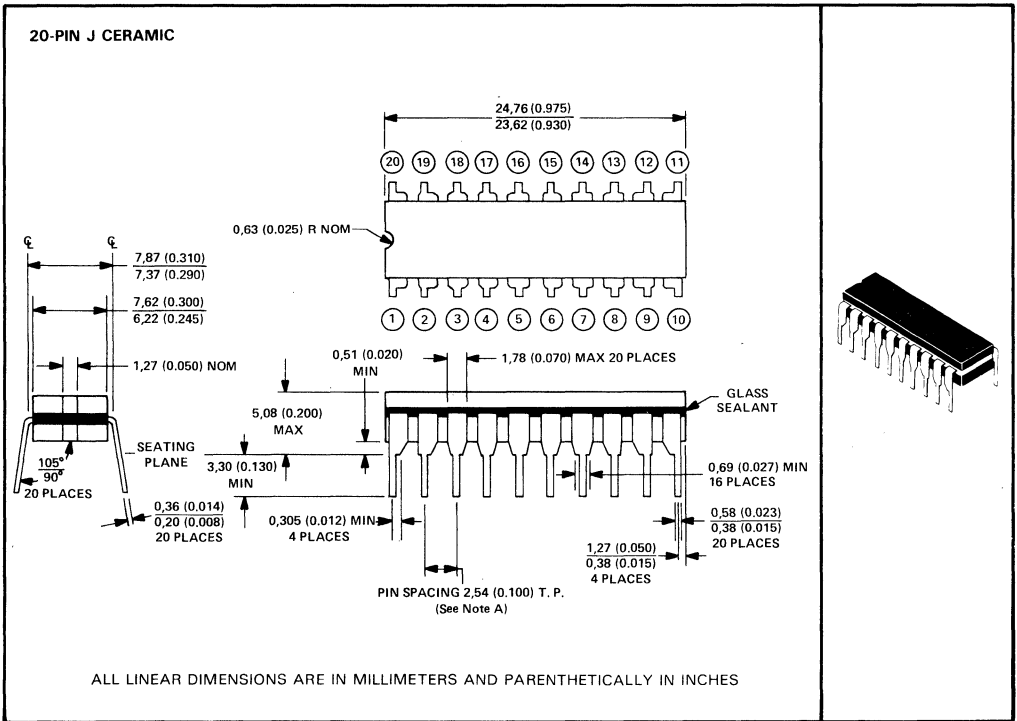 20-PIN J CERAMIC
24,76 (0.975)
23,62 (0.930)
20 19 18 17 16 15 14 13 12 11
0,63 (0.025) R NOM
1 2 3 4 5 6 7 8 9 10
℄ ℄
7,87 (0.310)
7,37 (0.290)
7,62 (0.300)
6,22 (0.245)
1,27 (0.050) NOM
0,51 (0.020)
MIN
1,78 (0.070) MAX 20 PLACES
5,08 (0.200)
MAX
GLASS
SEALANT
SEATING
PLANE
105°
90°
20 PLACES
3,30 (0.130)
MIN
0,69 (0.027) MIN
16 PLACES
0,36 (0.014)
0,20 (0.008)
20 PLACES
0,305 (0.012) MIN
4 PLACES
0,58 (0.023)
0,38 (0.015)
20 PLACES
1,27 (0.050)
0,38 (0.015)
4 PLACES
PIN SPACING 2,54 (0.100) T. P.
(See Note A)
ALL LINEAR DIMENSIONS ARE IN MILLIMETERS AND PARENTHETICALLY IN INCHES